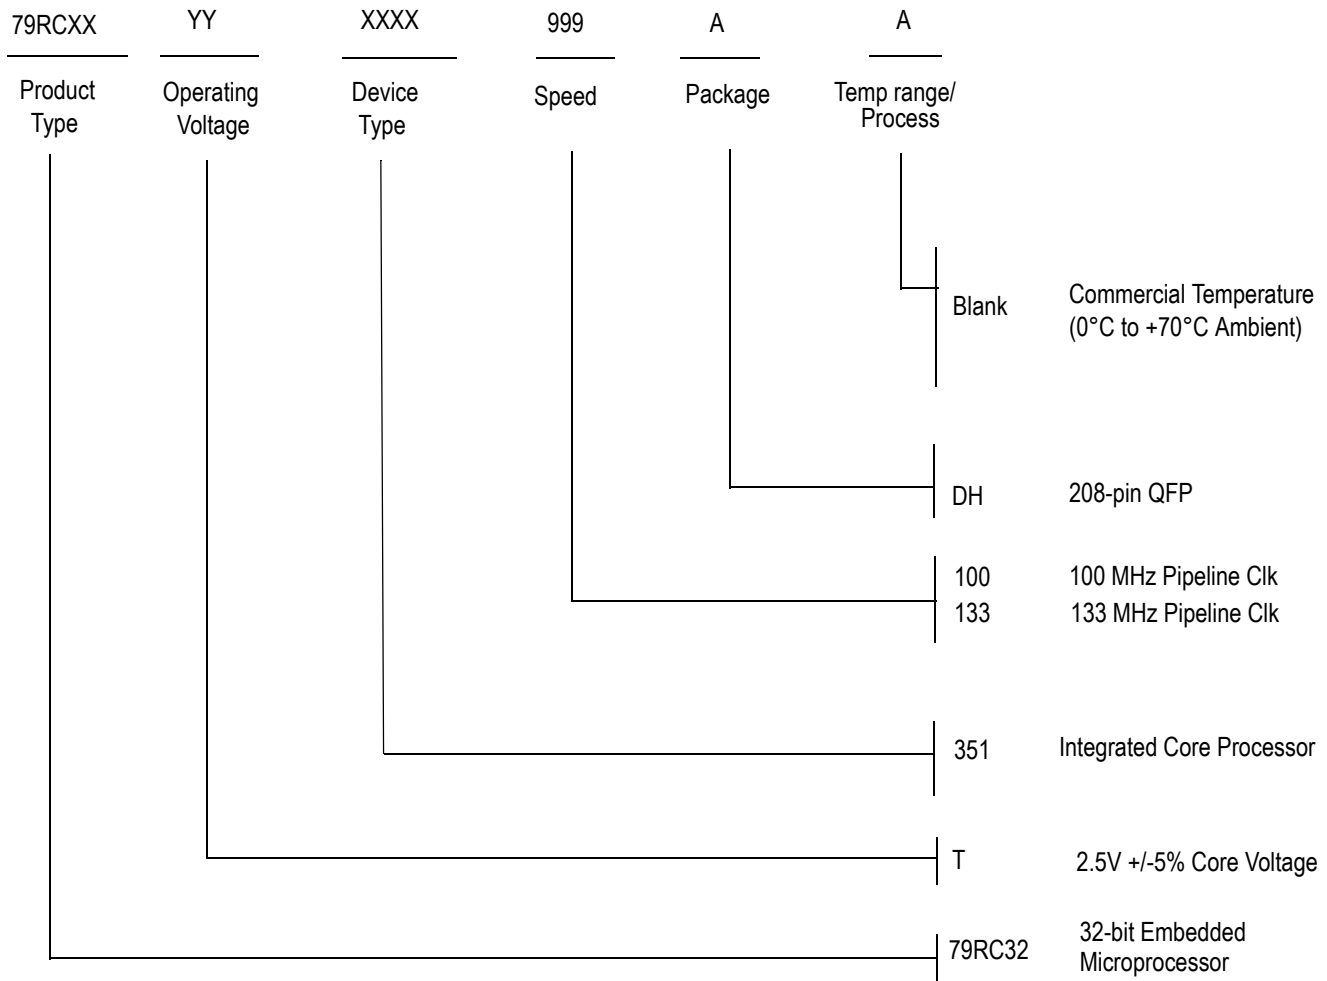 79RCXX YY XXXX 999 A A
Product Type
Operating Voltage
Device Type
Speed
Package
Temp range/
Process
Blank
Commercial Temperature
(0°C to +70°C Ambient)
DH
208-pin QFP
100
100 MHz Pipeline Clk
133
133 MHz Pipeline Clk
351
Integrated Core Processor
T
2.5V +/-5% Core Voltage
79RC32
32-bit Embedded
Microprocessor